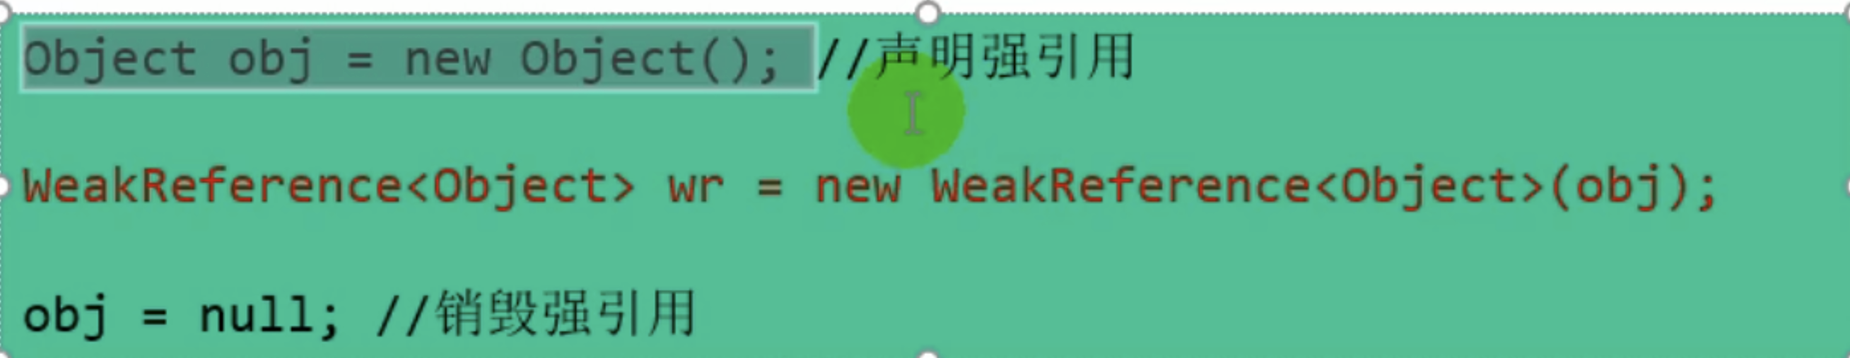 Object obj = new Object(); //声明强引用
WeakReference<Object> wr = new WeakReference<Object>(obj);
obj = null; //销毁强引用